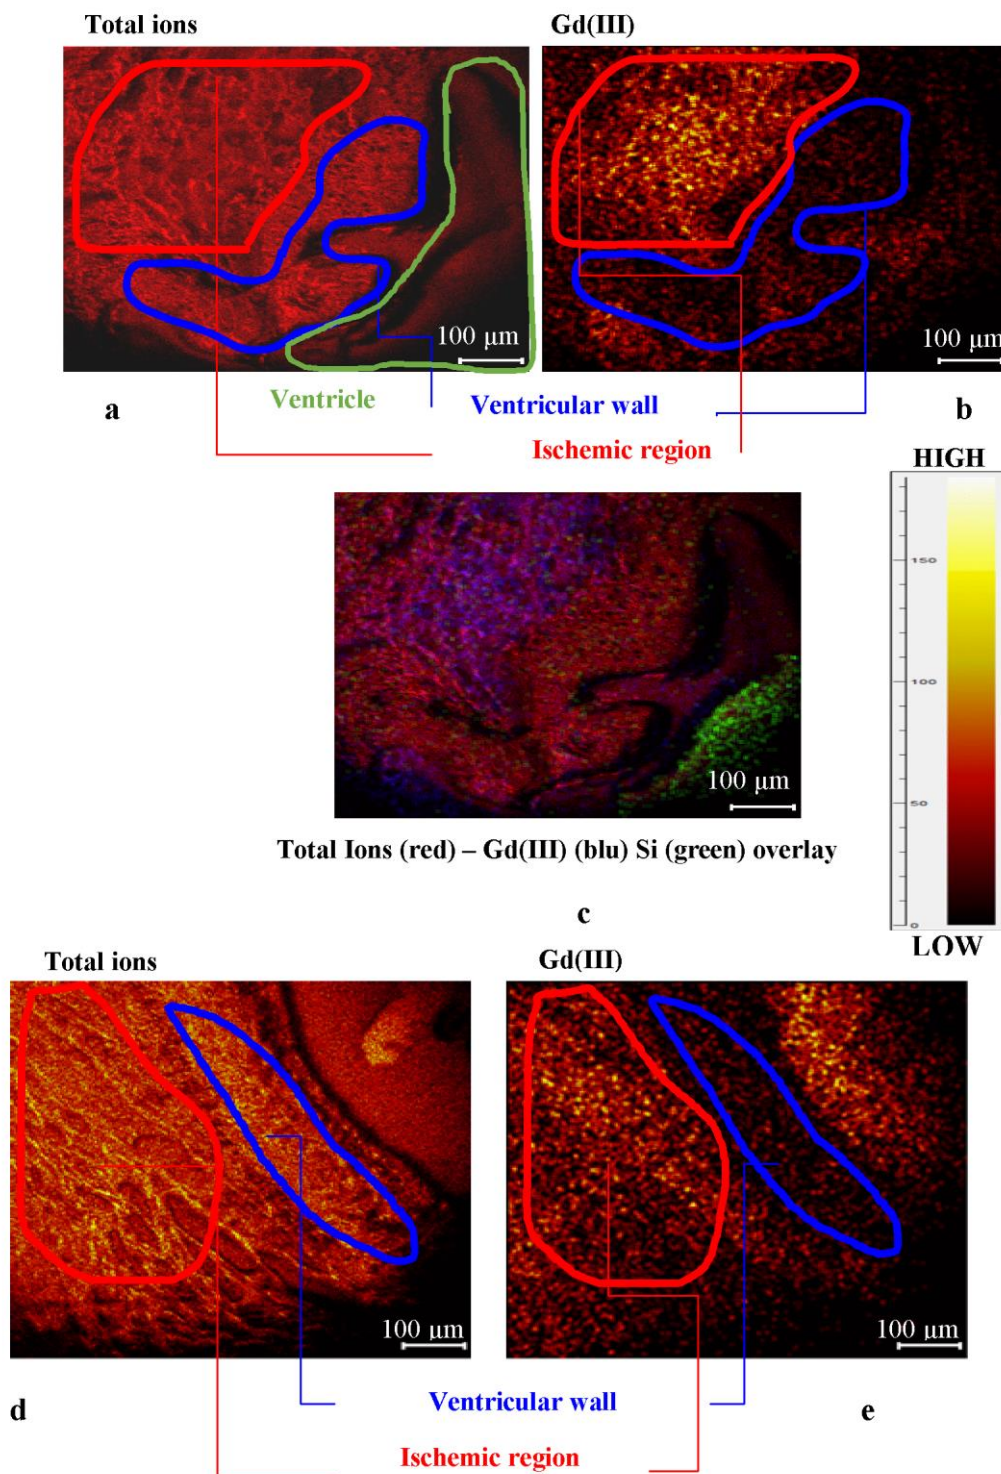 Total ions
Gd(III)
100 µm
100 µm
a
Ventricle
Ventricular wall
b
Ischemic region
HIGH
150
100
50
0
LOW
100 µm
Total Ions (red) – Gd(III) (blu) Si (green) overlay
c
Total ions
Gd(III)
100 µm
100 µm
d
Ventricular wall
e
Ischemic region